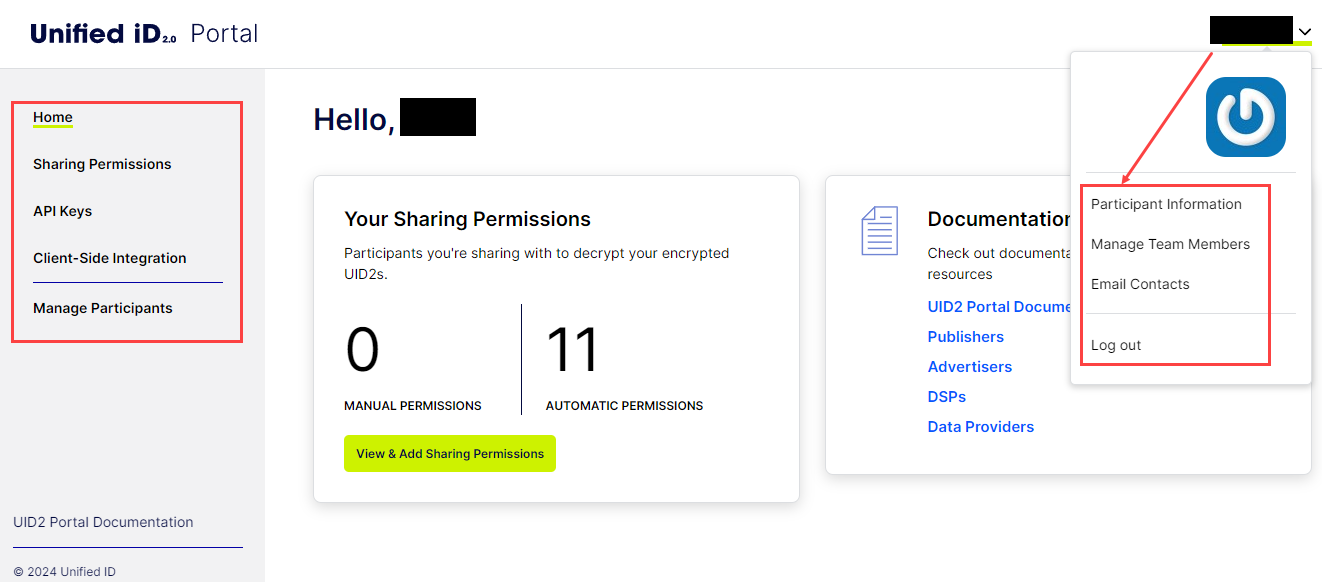 Unified iD2.0 Portal
Home
Sharing Permissions
API Keys
Client-Side Integration
Manage Participants
UID2 Portal Documentation
© 2024 Unified ID
Hello,
Your Sharing Permissions
Participants you're sharing with to decrypt your encrypted
UID2s.
0
MANUAL PERMISSIONS
11
AUTOMATIC PERMISSIONS
View & Add Sharing Permissions
Documentation
Check out documenta
resources
UID2 Portal Docume
Publishers
Advertisers
DSPs
Data Providers
Participant Information
Manage Team Members
Email Contacts
Log out